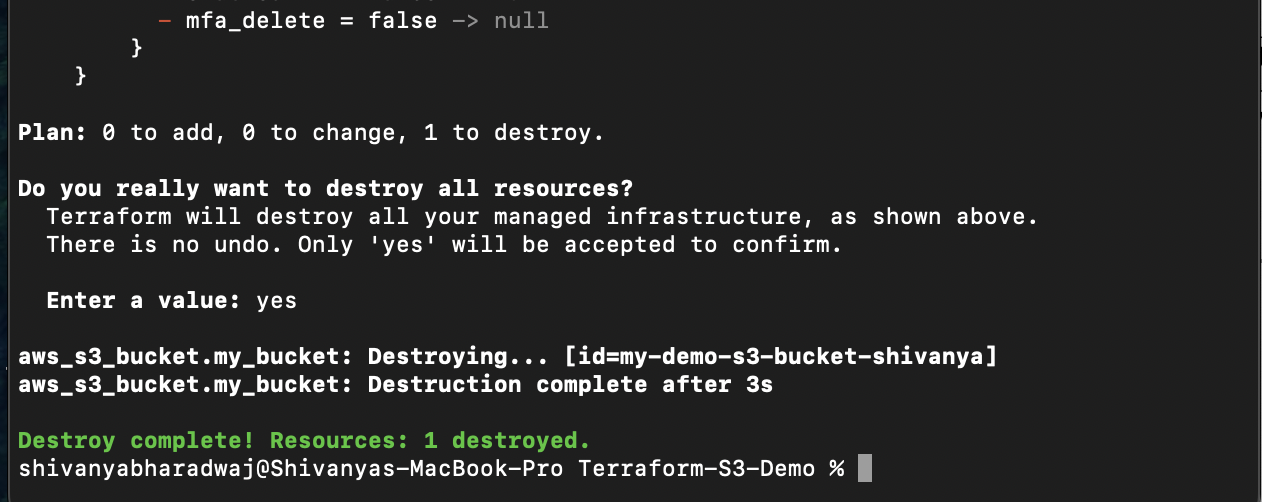 - mfa_delete = false -> null
}
}
Plan: 0 to add, 0 to change, 1 to destroy.
Do you really want to destroy all resources?
Terraform will destroy all your managed infrastructure, as shown above.
There is no undo. Only 'yes' will be accepted to confirm.
Enter a value: yes
aws_s3_bucket.my_bucket: Destroying... [id=my-demo-s3-bucket-shivanya]
aws_s3_bucket.my_bucket: Destruction complete after 3s
Destroy complete! Resources: 1 destroyed.
shivanyabharadwaj@Shivanyas-MacBook-Pro Terraform-S3-Demo %